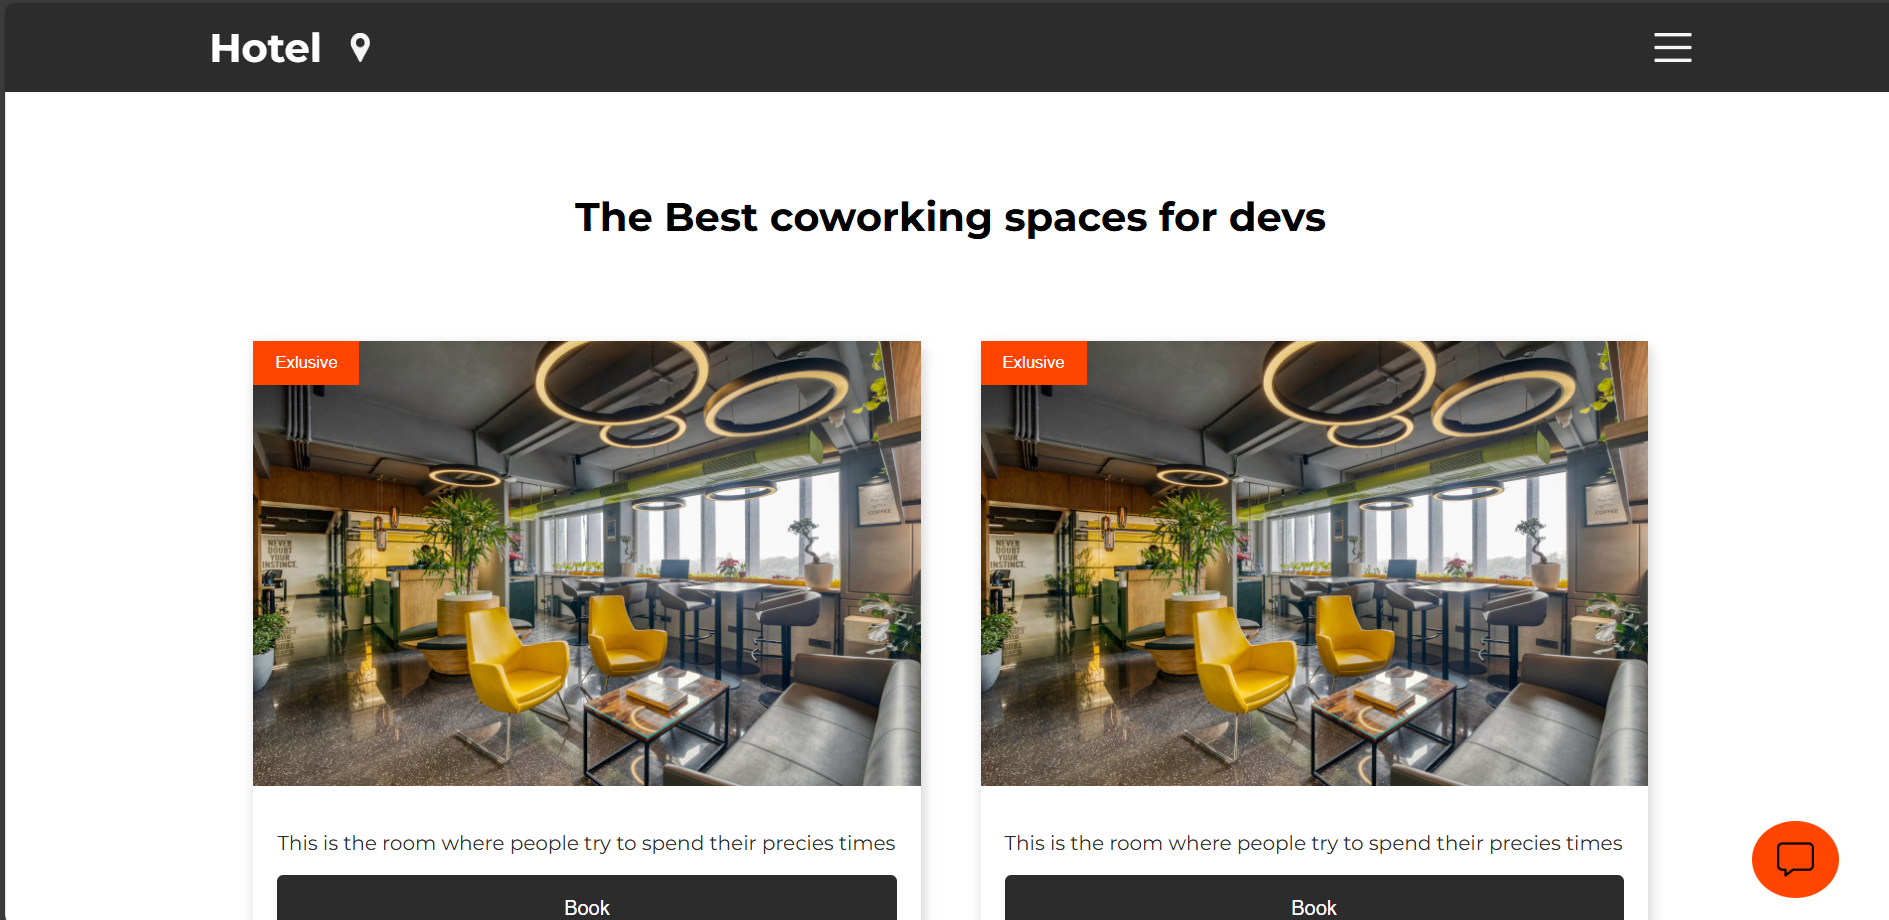 Hotel
The Best coworking spaces for devs
Exlusive
NEVER
DOUBT
YOUR
INSTINCT.
COFFEE
This is the room where people try to spend their precies times
Book
Exlusive
NEVER
DOUBT
YOUR
INSTINCT.
COFFEE
This is the room where people try to spend their precies times
Book